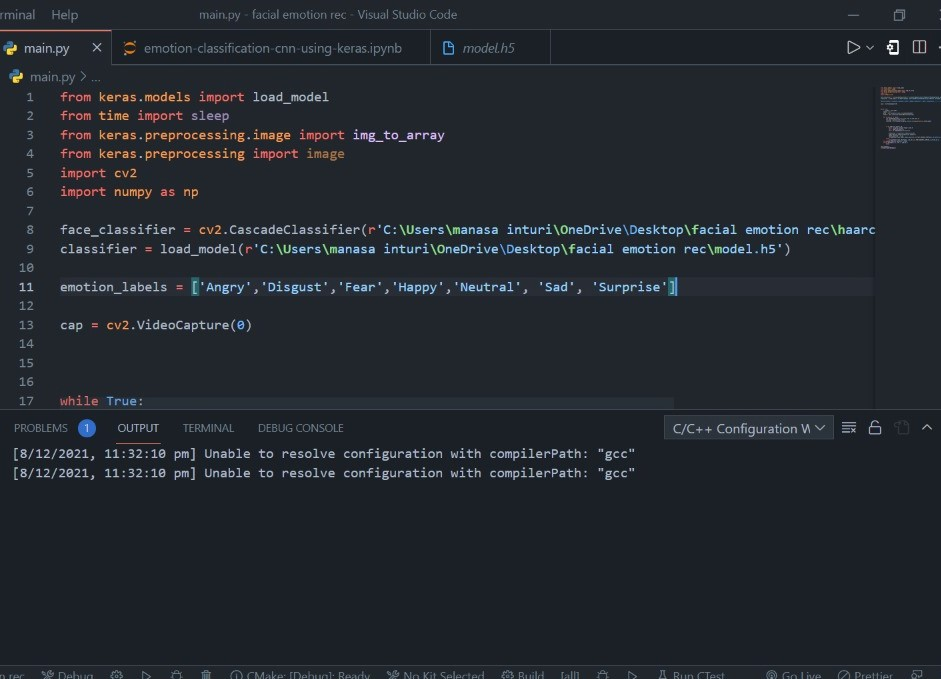 Help
main.py - facial emotion rec - Visual Studio Code
main.py
emotion-classification-cnn-using-keras.ipynb
model.h5
main.py > ...
1 from keras.models import load_model
2 from time import sleep
3 from keras.preprocessing.image import img_to_array
4 from keras.preprocessing import image
5 import cv2
6 import numpy as np
7
8 face_classifier = cv2.CascadeClassifier(r'C:\Users\manasa inturi\OneDrive\Desktop\facial emotion rec\haarc
9 classifier = load_model(r'C:\Users\manasa inturi\OneDrive\Desktop\facial emotion rec\model.h5')
10
11 emotion_labels = ['Angry','Disgust','Fear','Happy','Neutral', 'Sad', 'Surprise']
12
13 cap = cv2.VideoCapture(0)
14
15
16
17 while True:
PROBLEMS 1 OUTPUT TERMINAL DEBUG CONSOLE C/C++ Configuration W
[8/12/2021, 11:32:10 pm] Unable to resolve configuration with compilerPath: "gcc"
[8/12/2021, 11:32:10 pm] Unable to resolve configuration with compilerPath: "gcc"
rec Debug CMake: [Debug]: Ready No Kit Selected Build [all] Run CTest Go Live Prettier